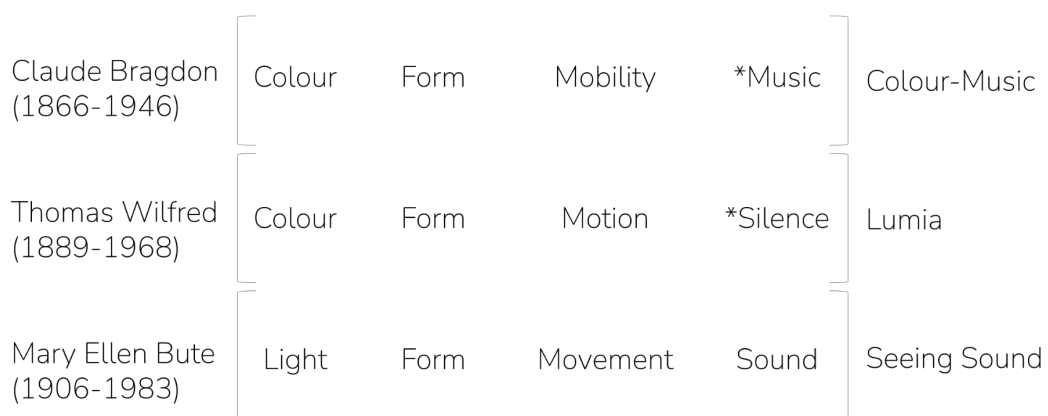 Claude Bragdon
(1866-1946)
Colour Form Mobility *Music Colour-Music
Thomas Wilfred
(1889-1968)
Colour Form Motion *Silence Lumia
Mary Ellen Bute
(1906-1983)
Light Form Movement Sound Seeing Sound